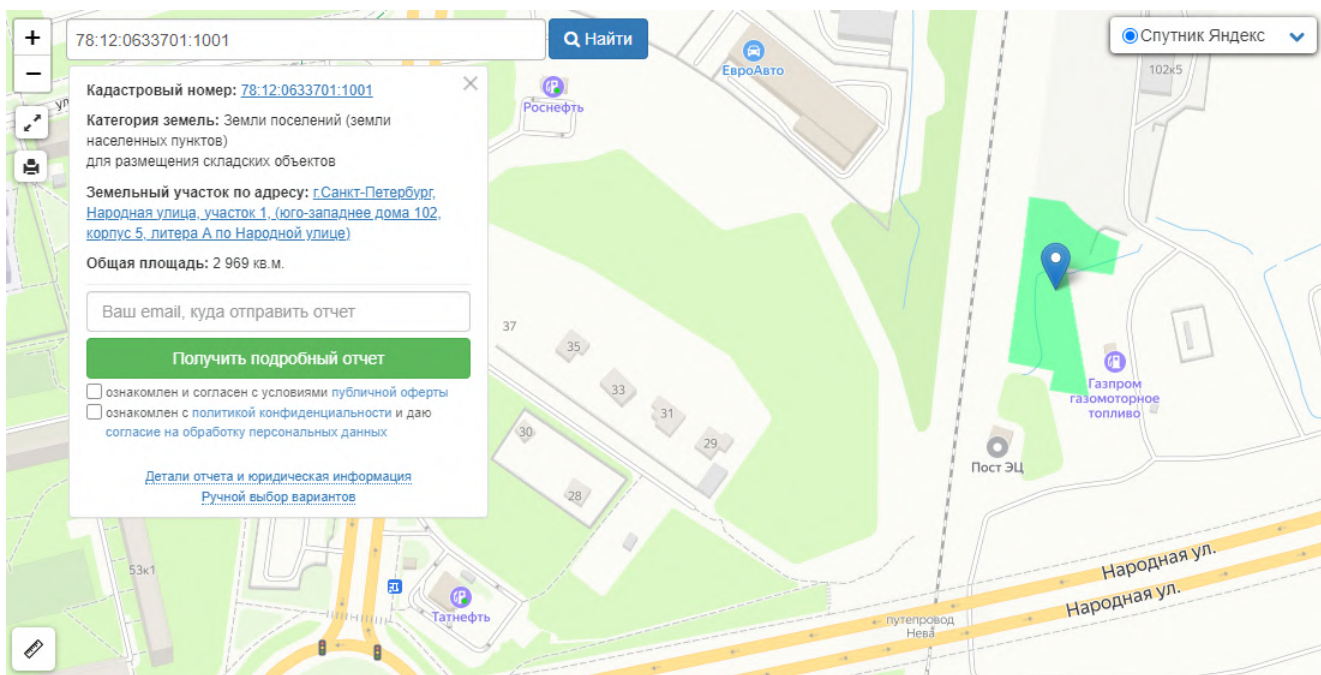 +
78:12:0633701:1001
Найти
Спутник Яндекс
−
Кадастровый номер: 78:12:0633701:1001
Категория земель: Земли поселений (земли
населенных пунктов)
для размещения складских объектов
Земельный участок по адресу: г.Санкт-Петербург,
Народная улица, участок 1, (юго-западнее дома 102,
корпус 5, литера А по Народной улице)
Общая площадь: 2 969 кв.м.
Ваш email, куда отправить отчет
Получить подробный отчет
ознакомлен и согласен с условиями публичной оферты
ознакомлен с политикой конфиденциальности и даю
согласие на обработку персональных данных
Детали отчета и юридическая информация
Ручной выбор вариантов
ул
ЕвроАвто
Роснефть
102к5
37
35
33
31
29
30
28
Газпром
газомоторное
топливо
Пост ЭЦ
53к1
Татнефть
Народная ул.
Народная ул.
путепровод
Нева